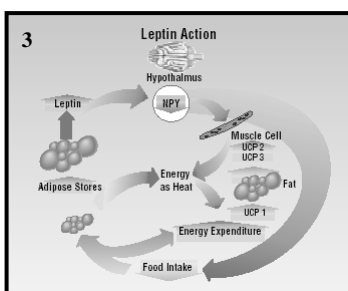 3
Leptin Action
Hypothalmus
Leptin
NPY
Muscle Cell
UCP 2
UCP 3
Adipose Stores
Energy
as Heat
Fat
UCP 1
Energy Expenditure
Food Intake